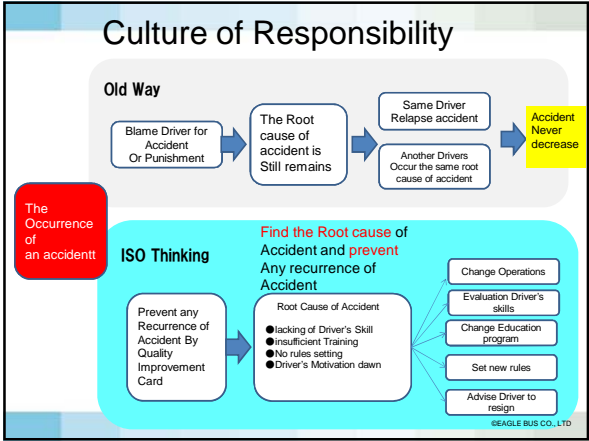 Culture of Responsibility
Old Way
Blame Driver for
Accident
Or Punishment
The Root
cause of
accident is
Still remains
Same Driver
Relapse accident
Another Drivers
Occur the same root
cause of accident
Accident
Never
decrease
The
Occurrence
of
an accidentt
ISO Thinking
Find the Root cause of
Accident and prevent
Any recurrence of
Accident
Prevent any
Recurrence of
Accident By
Quality
Improvement
Card
Root Cause of Accident
●lacking of Driver's Skill
●insufficient Training
●No rules setting
●Driver's Motivation dawn
Change Operations
Evaluation Driver's
skills
Change Education
program
Set new rules
Advise Driver to
resign
©EAGLE BUS CO., LTD